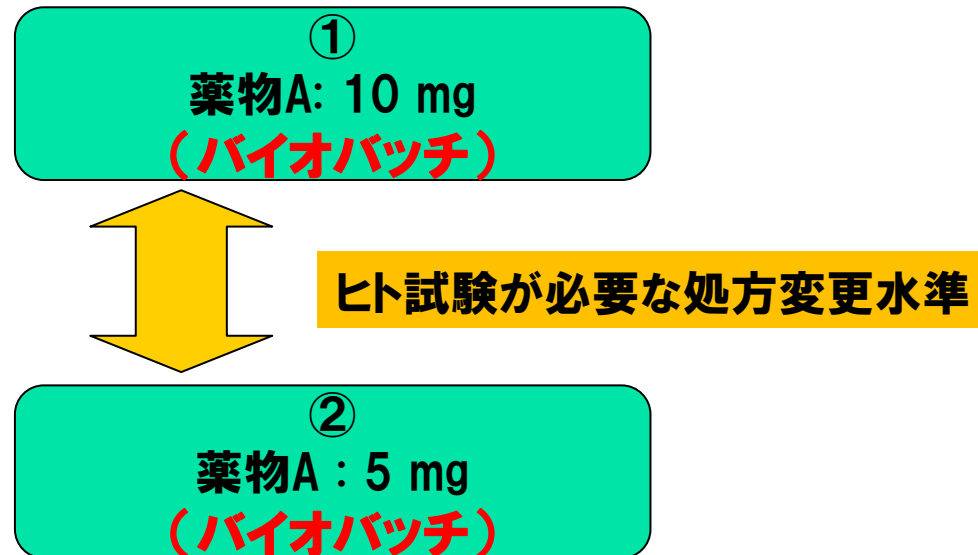 ①
薬物A: 10 mg
(バイオバッチ)
ヒト試験が必要な処方変更水準
②
薬物A : 5 mg
(バイオバッチ)